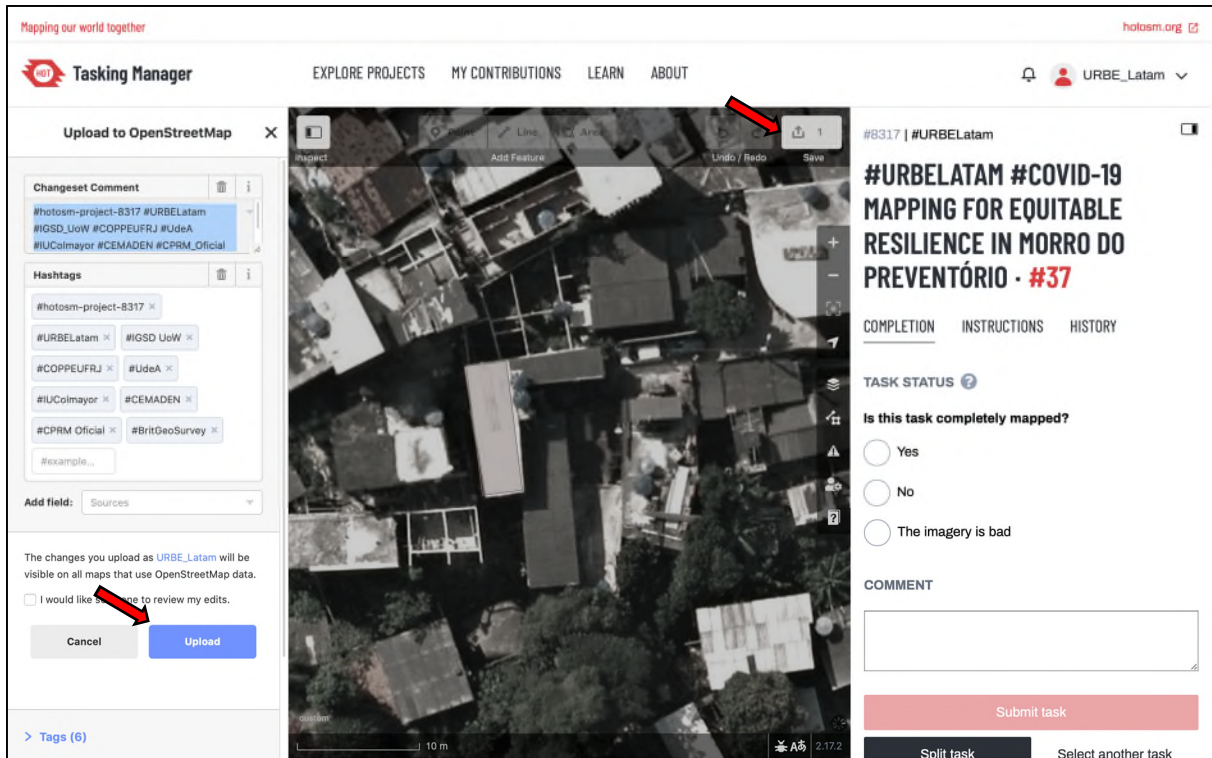 Mapping our world together
holosm.org
HOT
Tasking Manager
EXPLORE PROJECTS MY CONTRIBUTIONS LEARN ABOUT
URBE_Latam
Upload to OpenStreetMap
Changeset Comment
i
#hotosm-project-8317 #URBELatam
#IGSD_UoW #COPPEUFRJ #UdeA
#IUColmayor #CEMADEN #CPRM_Oficial
Hashtags
i
#hotosm-project-8317 ×
#URBELatam × #IGSD UoW ×
#COPPEUFRJ × #UdeA ×
#IUColmayor × #CEMADEN ×
#CPRM Oficial × #BritGeoSurvey ×
#example...
Add field: Sources
The changes you upload as URBE_Latam will be
visible on all maps that use OpenStreetMap data.
I would like someone to review my edits.
Cancel Upload
> Tags (6)
Inspect
Point Line Area
Add Feature
Undo / Redo
1
Save
custom
10 m
Aあ
2.17.2
#8317 | #URBELatam
#URBELATAM #COVID-19
MAPPING FOR EQUITABLE
RESILIENCE IN MORRO DO
PREVENTÓRIO · #37
COMPLETION INSTRUCTIONS HISTORY
TASK STATUS ?
Is this task completely mapped?
Yes
No
The imagery is bad
COMMENT
Submit task
Split task Select another task